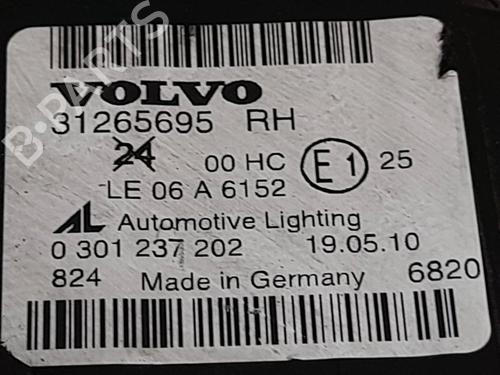 VOLVO
31265695 RH
24 00 HC E1 25
LE 06 A 6152
AL Automotive Lighting
0 301 237 202 19.05.10
824 Made in Germany 6820
B-PARTS